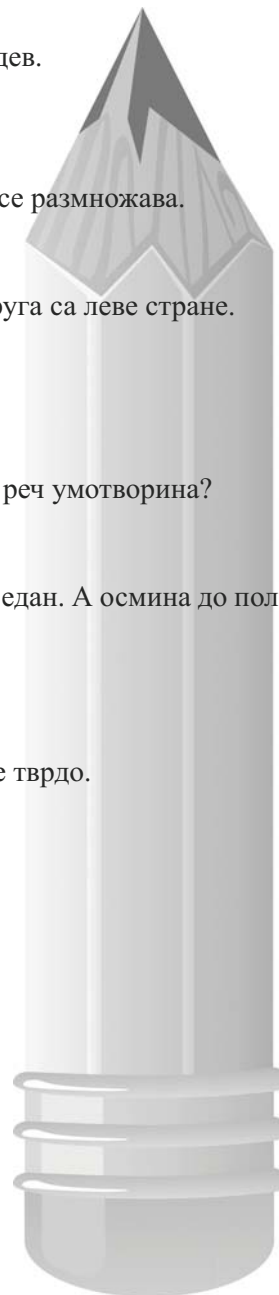 дев.
се размножава.
руга са леве стране.
реч умотворина?
едан. А осмина до пол
е тврдо.